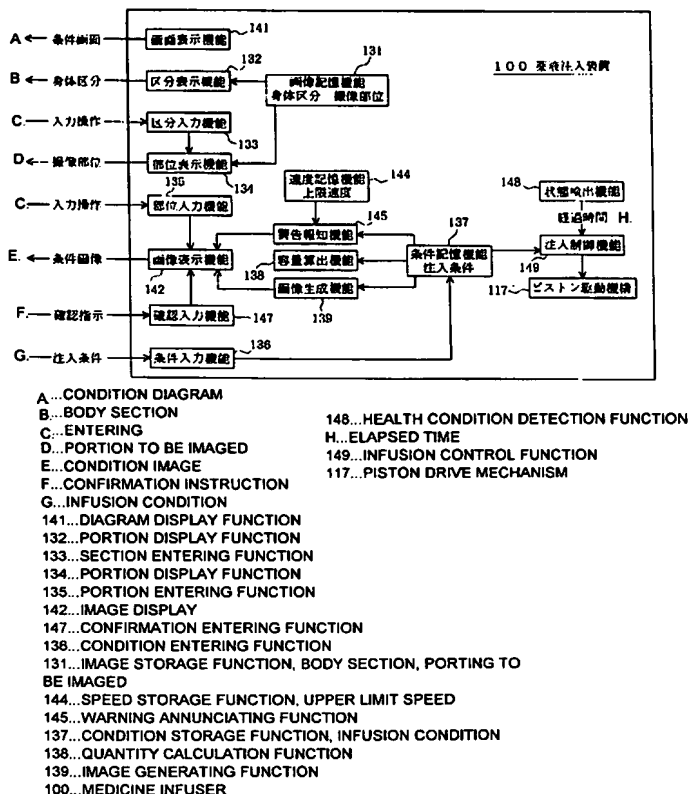 A ← 条件画面 画面表示機能 141
132
B ← 身体区分 区分表示機能
131
画像記憶機能
身体区分 撮像部位
100 薬液注入装置
C. 入力操作 区分入力機能
133
D ← 撮像部位 部位表示機能
135 134
速度記憶機能
上限速度
144
148 状態検出機能
C. 入力操作 部位入力機能
145
警告報知機能
経過時間 H.
137
条件記憶機能
注入条件
注入制御機能
149
E. ← 条件画像 画像表示機能
142
138 容量算出機能
画像生成機能
139
117 ピストン駆動機構
F. 確認指示 確認入力機能 147
136
G. 注入条件 条件入力機能
A...CONDITION DIAGRAM
B...BODY SECTION
C...ENTERING
D...PORTION TO BE IMAGED
E...CONDITION IMAGE
F...CONFIRMATION INSTRUCTION
G...INFUSION CONDITION
141...DIAGRAM DISPLAY FUNCTION
132...PORTION DISPLAY FUNCTION
133...SECTION ENTERING FUNCTION
134...PORTION DISPLAY FUNCTION
135...PORTION ENTERING FUNCTION
142...IMAGE DISPLAY
147...CONFIRMATION ENTERING FUNCTION
136...CONDITION ENTERING FUNCTION
131...IMAGE STORAGE FUNCTION, BODY SECTION, PORTING TO
BE IMAGED
144...SPEED STORAGE FUNCTION, UPPER LIMIT SPEED
145...WARNING ANNUNCIATING FUNCTION
137...CONDITION STORAGE FUNCTION, INFUSION CONDITION
138...QUANTITY CALCULATION FUNCTION
139...IMAGE GENERATING FUNCTION
100...MEDICINE INFUSER
148...HEALTH CONDITION DETECTION FUNCTION
H...ELAPSED TIME
149...INFUSION CONTROL FUNCTION
117...PISTON DRIVE MECHANISM